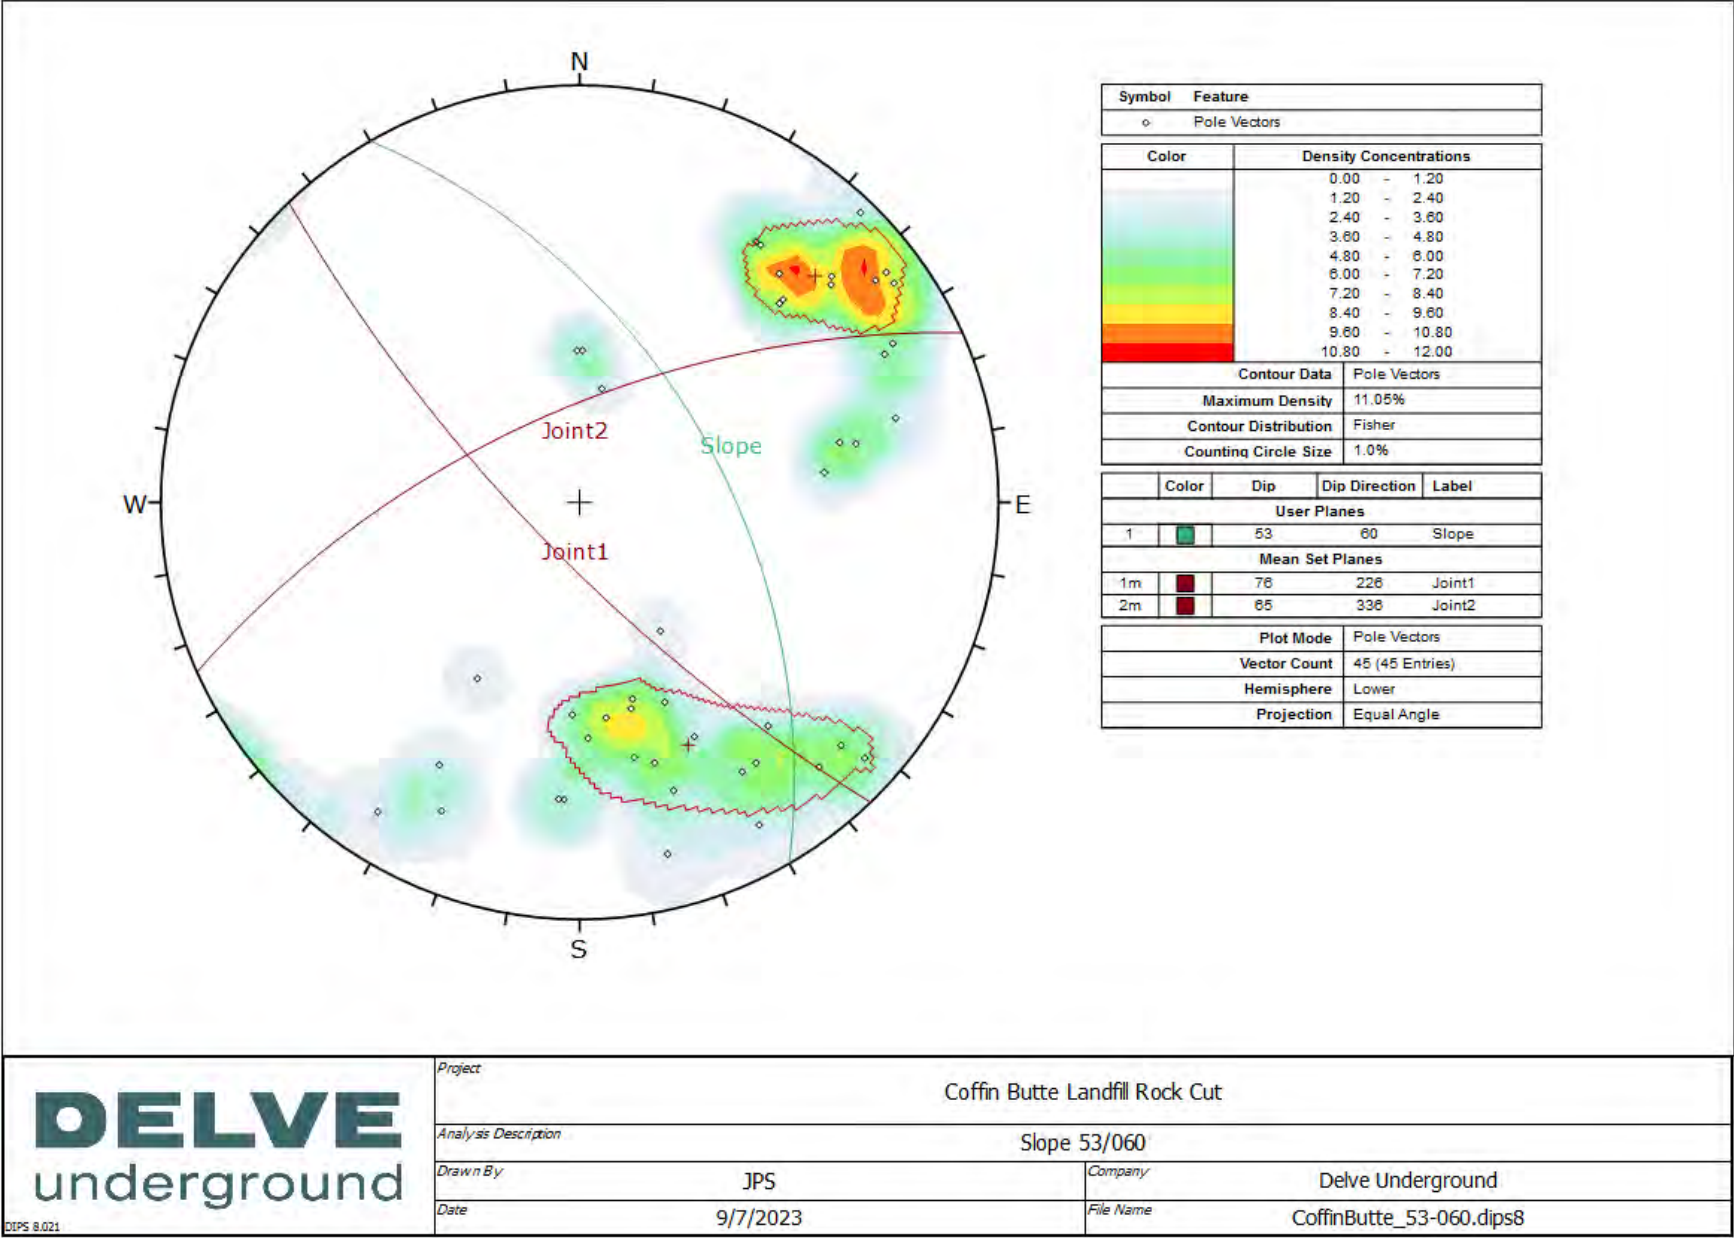 N
W
E
S
Joint2
Slope
Joint1
Symbol Feature
Pole Vectors
Color Density Concentrations
0.00 - 1.20
1.20 - 2.40
2.40 - 3.60
3.60 - 4.80
4.80 - 6.00
6.00 - 7.20
7.20 - 8.40
8.40 - 9.60
9.60 - 10.80
10.80 - 12.00
Contour Data Pole Vectors
Maximum Density 11.05%
Contour Distribution Fisher
Counting Circle Size 1.0%
Color Dip Dip Direction Label
User Planes
1 53 60 Slope
Mean Set Planes
1m 76 226 Joint1
2m 65 336 Joint2
Plot Mode Pole Vectors
Vector Count 45 (45 Entries)
Hemisphere Lower
Projection Equal Angle
DELVE
underground
DIPS 8.021
Project
Coffin Butte Landfill Rock Cut
Analysis Description
Slope 53/060
Drawn By
JPS
Company
Delve Underground
Date
9/7/2023
File Name
CoffinButte_53-060.dips8